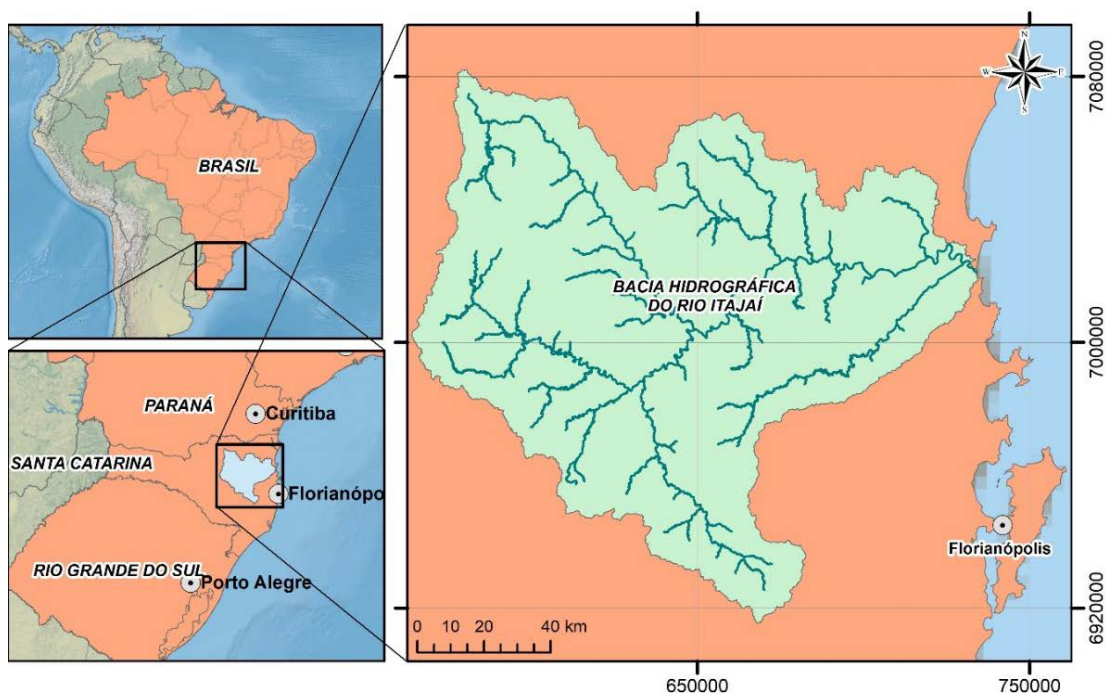 BRASIL
PARANÁ
Curitiba
SANTA CATARINA
Florianópo
RIO GRANDE DO SUL
Porto Alegre
N
W
E
S
BACIA HIDROGRÁFICA
DO RIO ITAJAÍ
Florianópolis
0 10 20 40 km
7080000
7000000
6920000
650000
750000